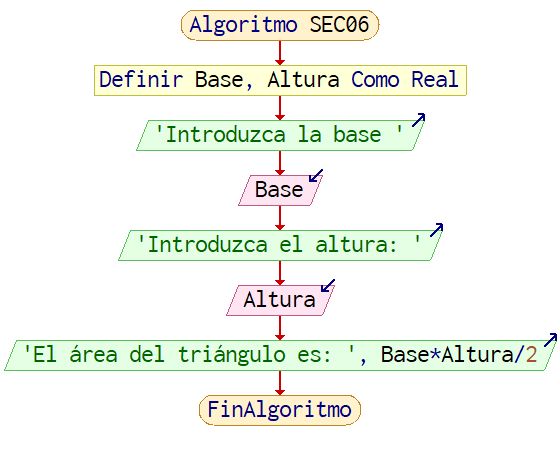 Algoritmo SEC06
Definir Base, Altura Como Real
'Introduzca la base '
Base
'Introduzca el altura: '
Altura
'El área del triángulo es: ', Base*Altura/2
FinAlgoritmo